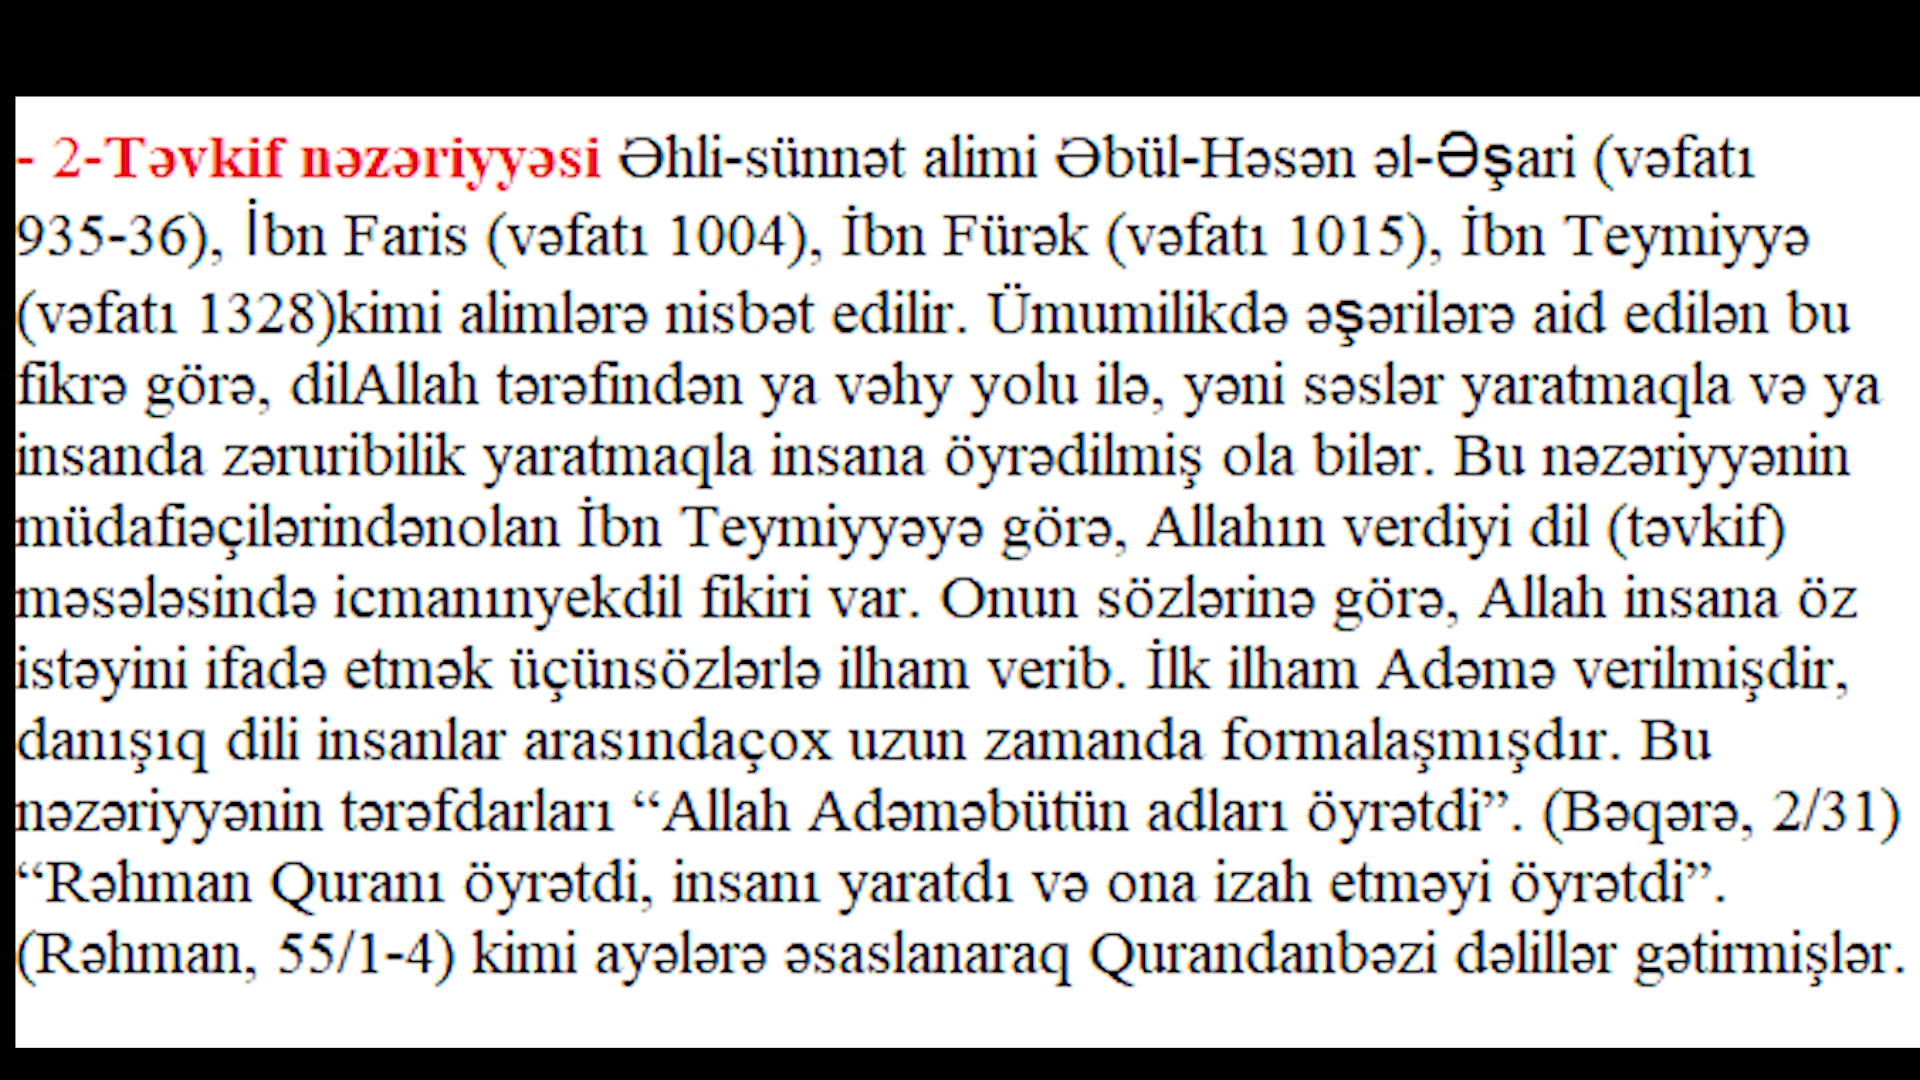 - 2-Təvkif nəzəriyyəsi Əhli-sünnət alimi Əbül-Həsən əl-Əşari (vəfatı
935-36), İbn Faris (vəfatı 1004), İbn Fürək (vəfatı 1015), İbn Teymiyyə
(vəfatı 1328)kimi alimlərə nisbət edilir. Ümumilikdə əşərilərə aid edilən bu
fikrə görə, dilAllah tərəfindən ya vəhy yolu ilə, yəni səslər yaratmaqla və ya
insanda zəruribilik yaratmaqla insana öyrədilmiş ola bilər. Bu nəzəriyyənin
müdafiəçilərindənolan İbn Teymiyyəyə görə, Allahın verdiyi dil (təvkif)
məsələsində icmanınyekdil fikiri var. Onun sözlərinə görə, Allah insana öz
istəyini ifadə etmək üçünsözlərlə ilham verib. İlk ilham Adəmə verilmişdir,
danışıq dili insanlar arasındaçox uzun zamanda formalaşmışdır. Bu
nəzəriyyənin tərəfdarları “Allah Adəməbütün adları öyrətdi”. (Bəqərə, 2/31)
“Rəhman Quranı öyrətdi, insanı yaratdı və ona izah etməyi öyrətdi”.
(Rəhman, 55/1-4) kimi ayələrə əsaslanaraq Qurandanbəzi dəlillər gətirmişlər.